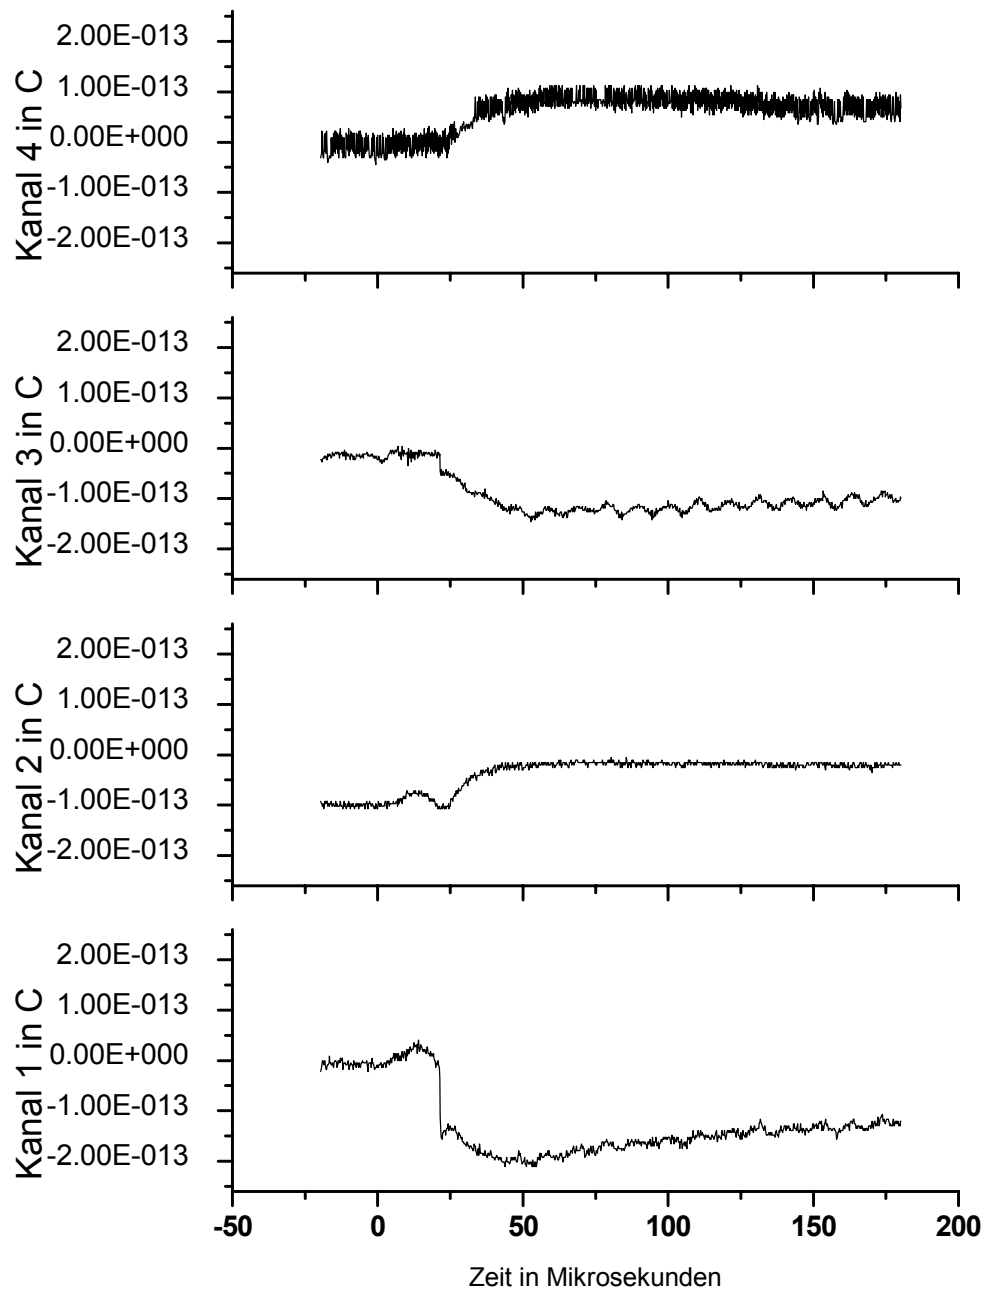 Kanal 4 in C
2.00E-013
1.00E-013
0.00E+000
-1.00E-013
-2.00E-013
Kanal 3 in C
2.00E-013
1.00E-013
0.00E+000
-1.00E-013
-2.00E-013
Kanal 2 in C
2.00E-013
1.00E-013
0.00E+000
-1.00E-013
-2.00E-013
Kanal 1 in C
2.00E-013
1.00E-013
0.00E+000
-1.00E-013
-2.00E-013
-50 0 50 100 150 200
Zeit in Mikrosekunden